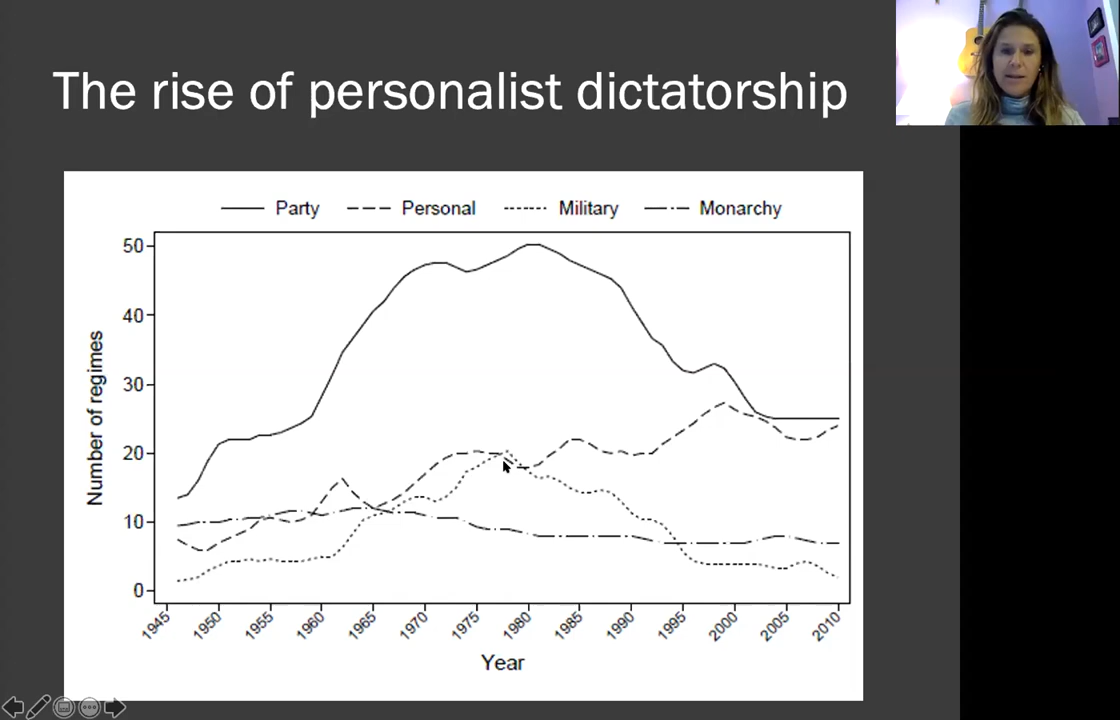 The rise of personalist dictatorship
Party Personal Military Monarchy
50
40
30
20
10
0
Number of regimes
1945 1950 1955 1960 1965 1970 1975 1980 1985 1990 1995 2000 2005 2010
Year